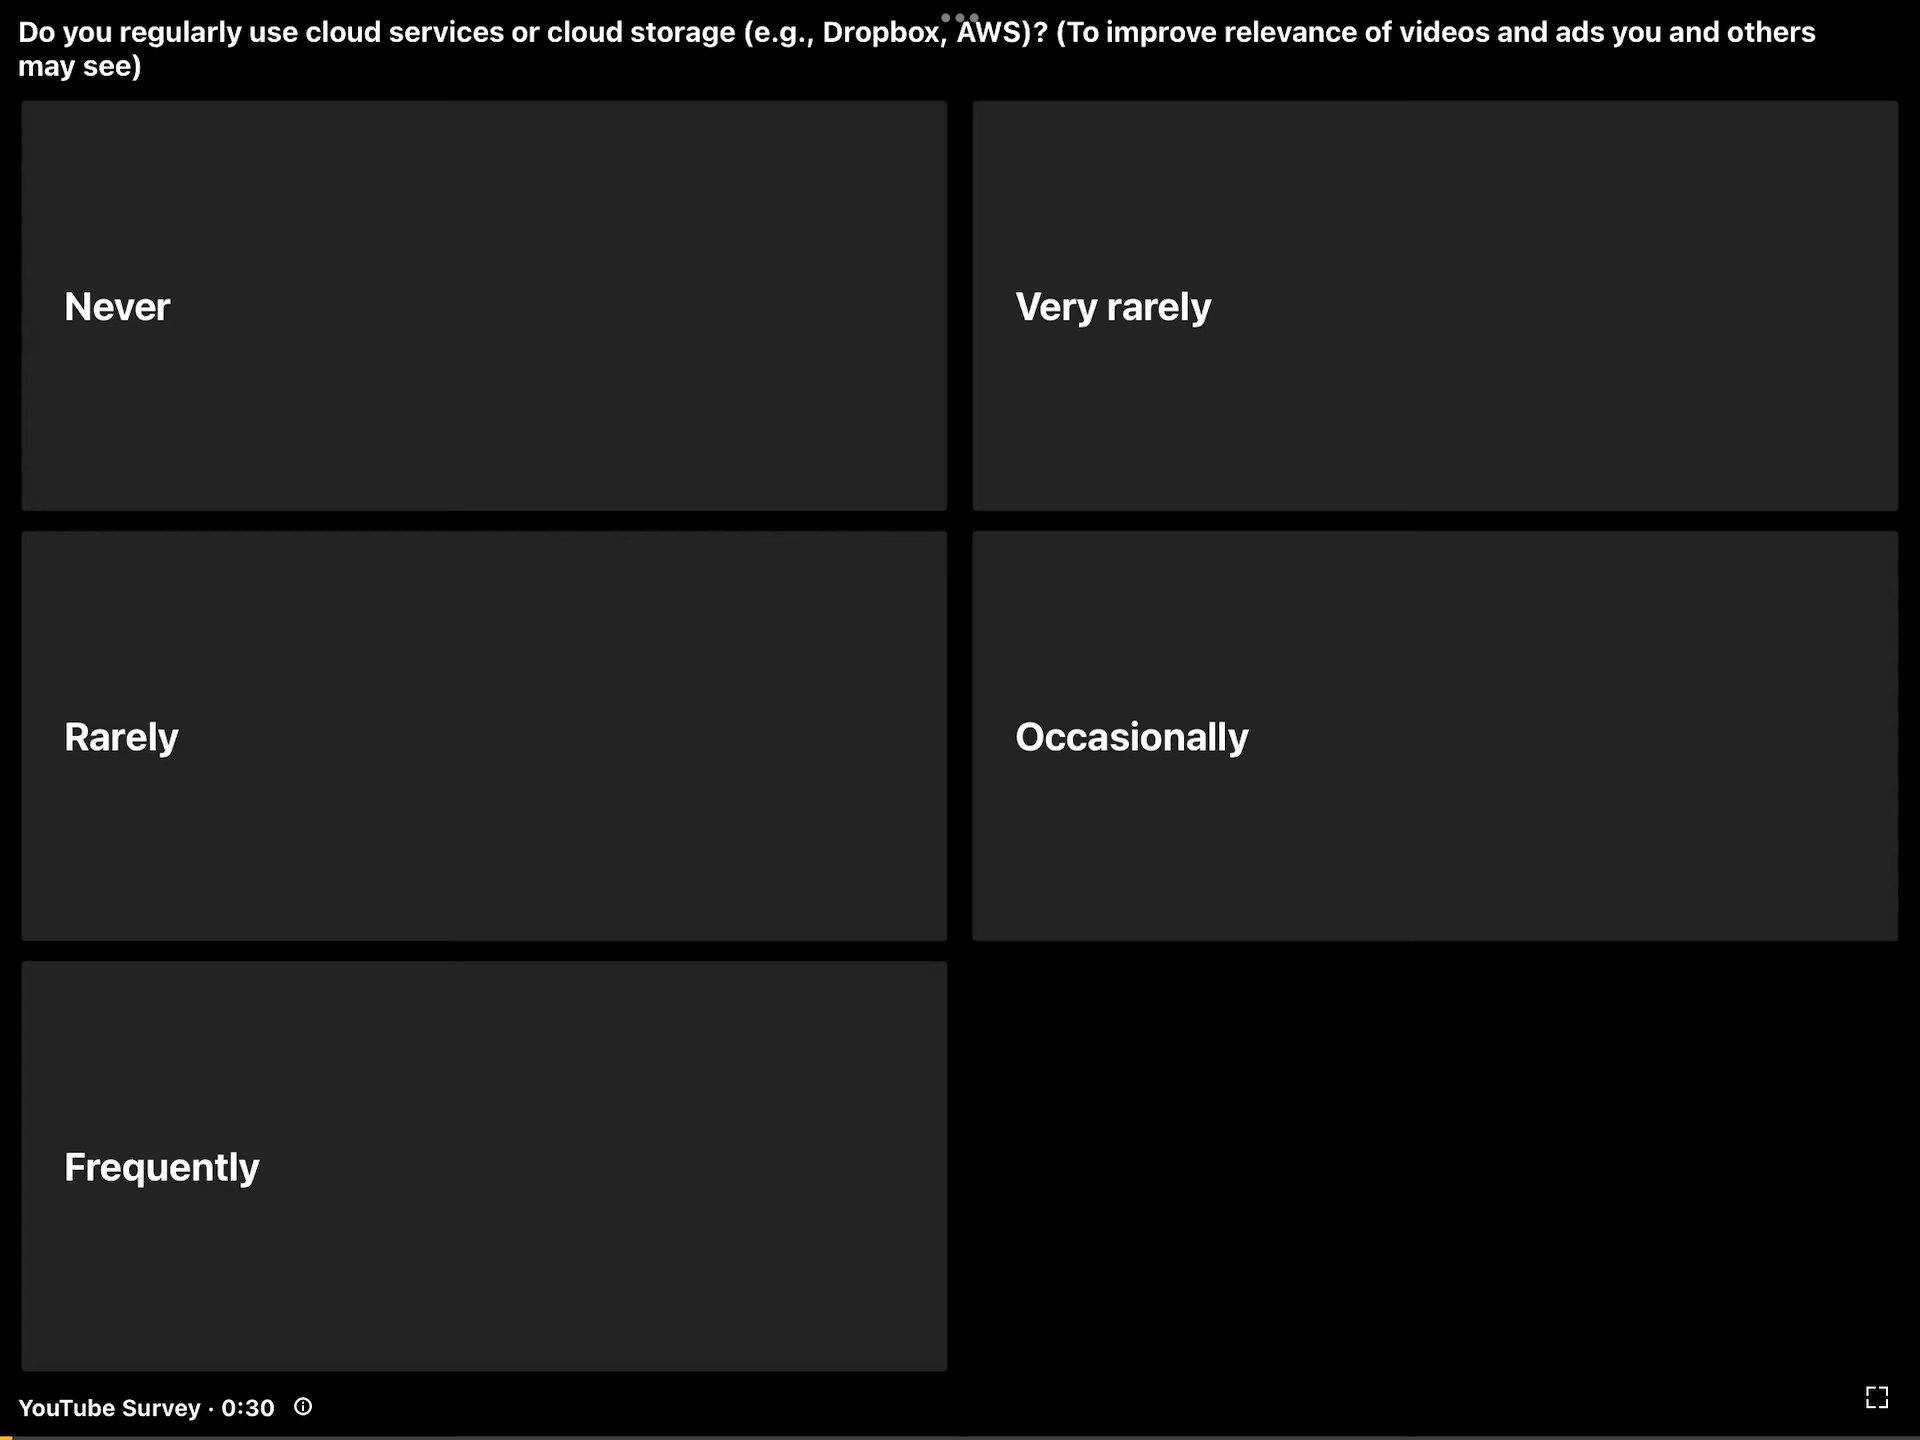 Do you regularly use cloud services or cloud storage (e.g., Dropbox, AWS)? (To improve relevance of videos and ads you and others
may see)
Never
Very rarely
Rarely
Occasionally
Frequently
YouTube Survey · 0:30